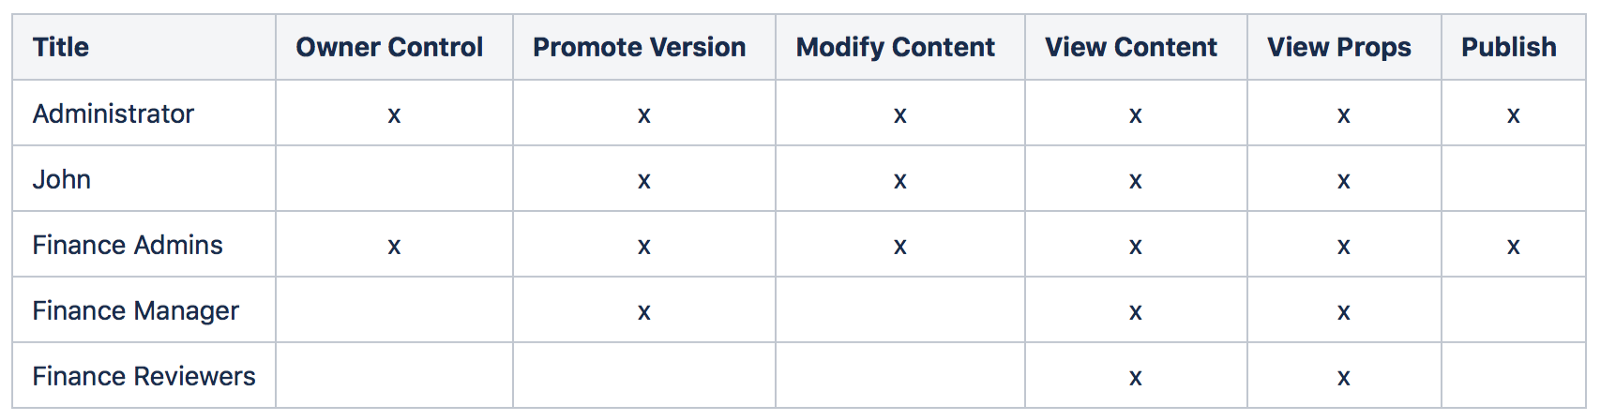 Title Owner Control Promote Version Modify Content View Content View Props Publish
Administrator x x x x x x
John x x x x
Finance Admins x x x x x x
Finance Manager x x x
Finance Reviewers x x